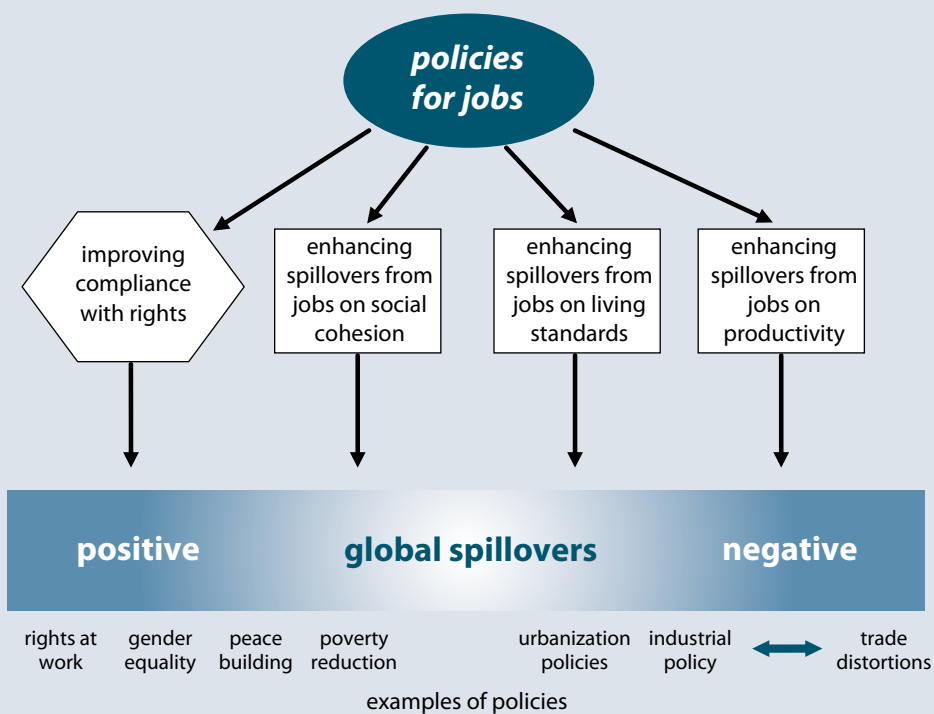 policies
for jobs
improving
compliance
with rights
enhancing
spillovers from
jobs on social
cohesion
enhancing
spillovers from
jobs on living
standards
enhancing
spillovers from
jobs on
productivity
positive
global spillovers
negative
rights at
work
gender
equality
peace
building
poverty
reduction
urbanization
policies
industrial
policy
trade
distortions
examples of policies